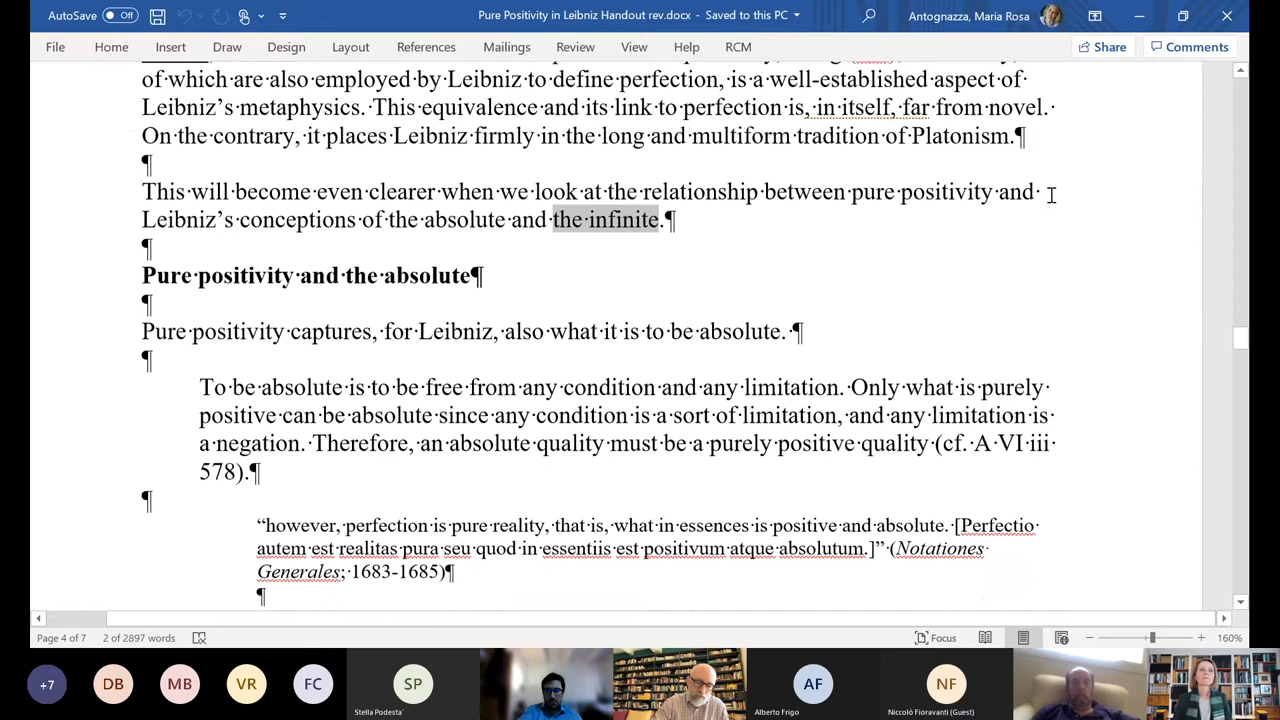 AutoSave Off Pure Positivity in Leibniz Handout rev.docx - Saved to this PC Antognazza, Maria Rosa
File Home Insert Draw Design Layout References Mailings Review View Help RCM Share Comments
of which are also employed by Leibniz to define perfection, is a well-established aspect of
Leibniz's metaphysics. This equivalence and its link to perfection is, in itself, far from novel.
On the contrary, it places Leibniz firmly in the long and multiform tradition of Platonism.¶
¶
This will become even clearer when we look at the relationship between pure positivity and
Leibniz's conceptions of the absolute and the infinite.¶
¶
Pure positivity and the absolute¶
¶
Pure positivity captures, for Leibniz, also what it is to be absolute. ¶
¶
To be absolute is to be free from any condition and any limitation. Only what is purely
positive can be absolute since any condition is a sort of limitation, and any limitation is
a negation. Therefore, an absolute quality must be a purely positive quality (cf. A VI iii
578).¶
¶
“however, perfection is pure reality, that is, what in essences is positive and absolute. [Perfectio
autem est realitas pura seu quod in essentiis est positivum atque absolutum.]” (Notationes
Generales; 1683-1685)¶
¶
Page 4 of 7 2 of 2897 words Focus 160%
+7 DB MB VR FC SP AF NF
Stella Podesta` Alberto Frigo Niccolò Fioravanti (Guest)